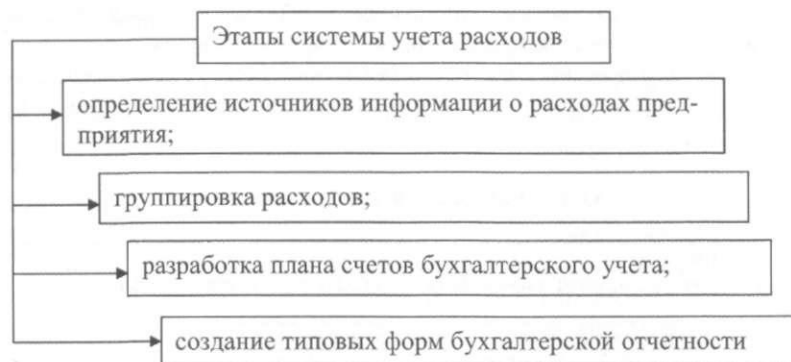 Этапы системы учета расходов
определение источников информации о расходах пред-
приятия;
группировка расходов;
разработка плана счетов бухгалтерского учета;
создание типовых форм бухгалтерской отчетности